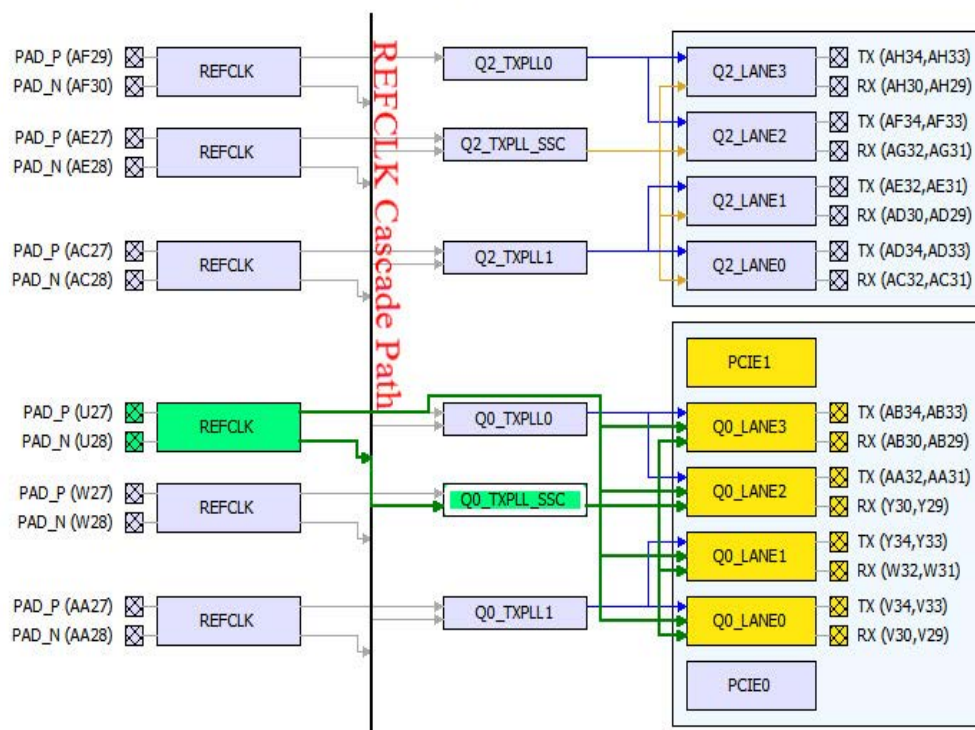 PAD_P (AF29)
PAD_N (AF30)
REFCLK
PAD_P (AE27)
PAD_N (AE28)
REFCLK
PAD_P (AC27)
PAD_N (AC28)
REFCLK
PAD_P (U27)
PAD_N (U28)
REFCLK
PAD_P (W27)
PAD_N (W28)
REFCLK
PAD_P (AA27)
PAD_N (AA28)
REFCLK
REFCLK Cascade Path
Q2_TXPLL0
Q2_TXPLL_SSC
Q2_TXPLL1
Q0_TXPLL0
Q0_TXPLL_SSC
Q0_TXPLL1
Q2_LANE3
TX (AH34,AH33)
RX (AH30,AH29)
Q2_LANE2
TX (AF34,AF33)
RX (AG32,AG31)
Q2_LANE1
TX (AE32,AE31)
RX (AD30,AD29)
Q2_LANE0
TX (AD34,AD33)
RX (AC32,AC31)
PCIE1
Q0_LANE3
TX (AB34,AB33)
RX (AB30,AB29)
Q0_LANE2
TX (AA32,AA31)
RX (Y30,Y29)
Q0_LANE1
TX (Y34,Y33)
RX (W32,W31)
Q0_LANE0
TX (V34,V33)
RX (V30,V29)
PCIE0